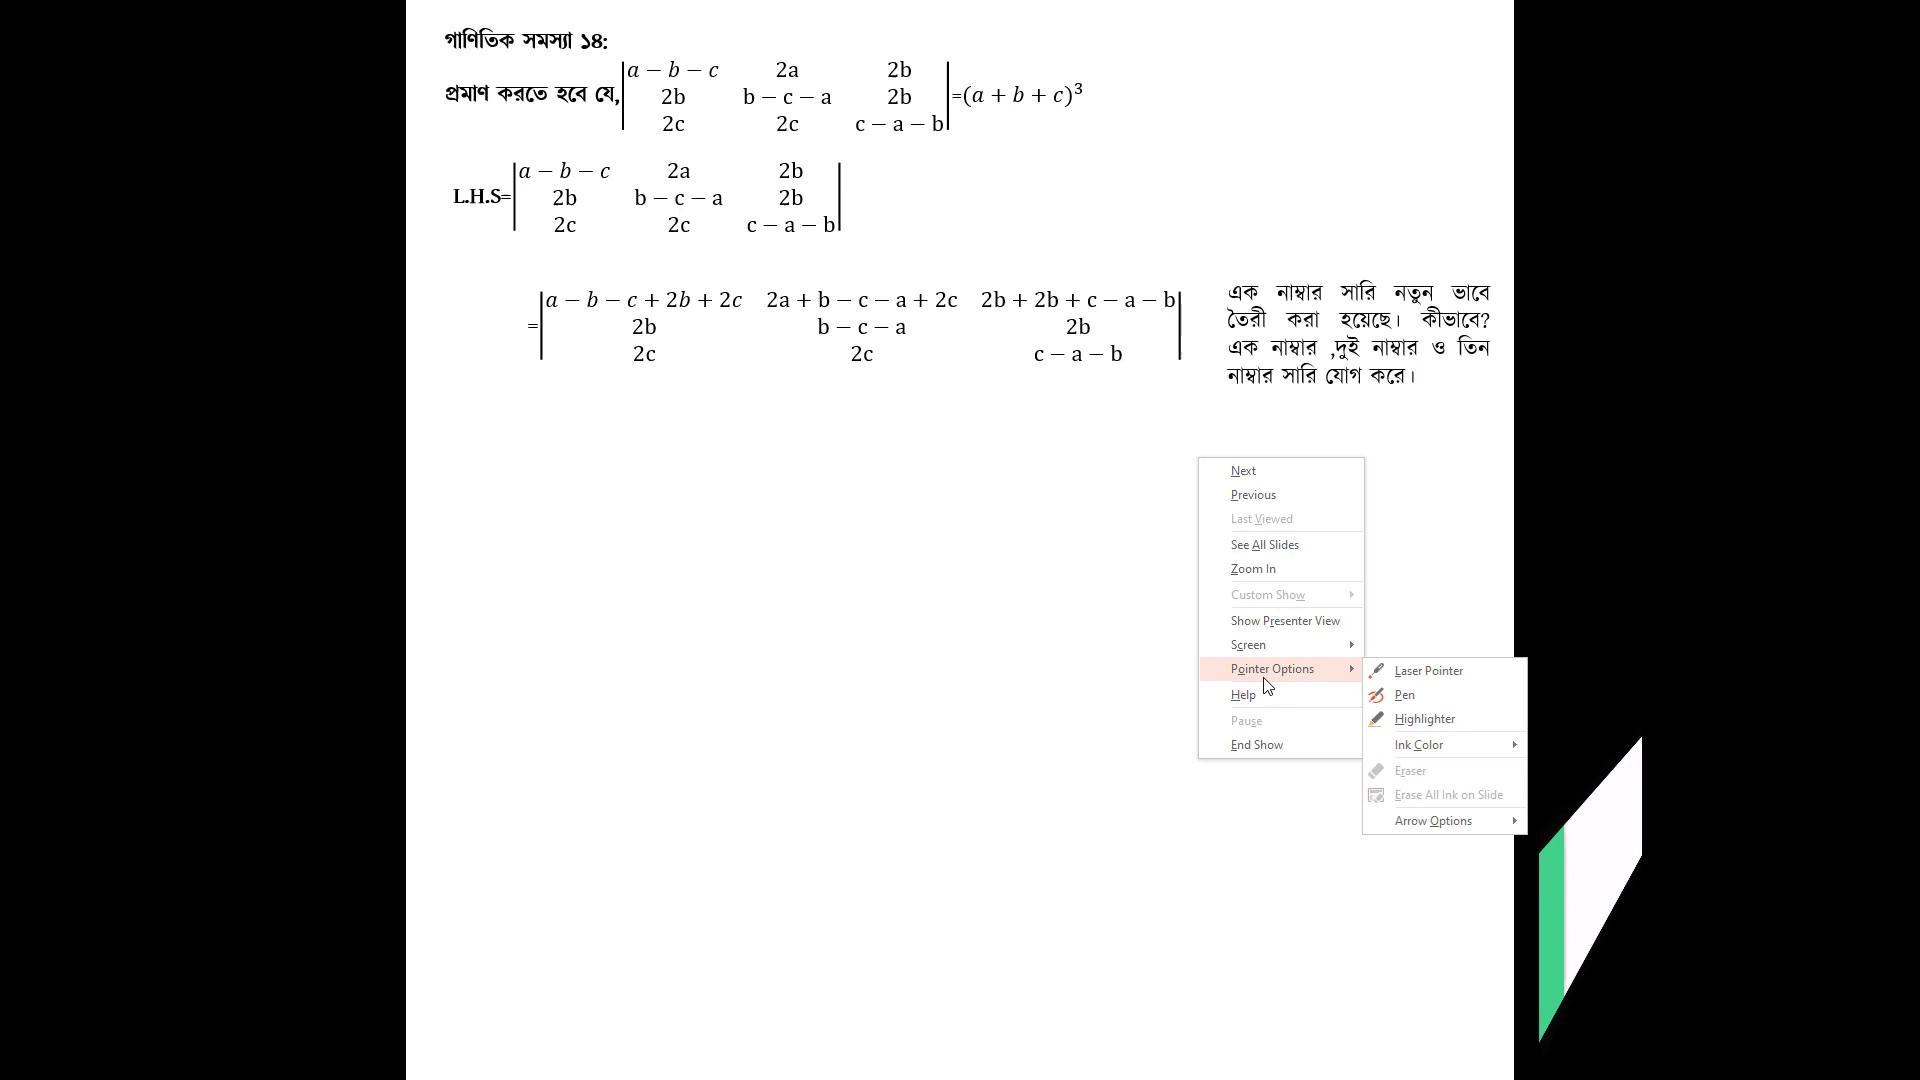 গাণিতিক সমস্যা ১৪:
প্রমাণ করতে হবে যে, |a − b − c 2a 2b|
|2b b − c − a 2b| =(a + b + c)³
|2c 2c c − a − b|
|a − b − c 2a 2b|
L.H.S= |2b b − c − a 2b|
|2c 2c c − a − b|
= |a − b − c + 2b + 2c 2a + b − c − a + 2c 2b + 2b + c − a − b|
|2b b − c − a 2b|
|2c 2c c − a − b|
এক নাম্বার সারি নতুন ভাবে
তৈরী করা হয়েছে। কীভাবে?
এক নাম্বার ,দুই নাম্বার ও তিন
নাম্বার সারি যোগ করে।
Next
Previous
Last Viewed
See All Slides
Zoom In
Custom Show
Show Presenter View
Screen
Pointer Options
Help
Pause
End Show
Laser Pointer
Pen
Highlighter
Ink Color
Eraser
Erase All Ink on Slide
Arrow Options